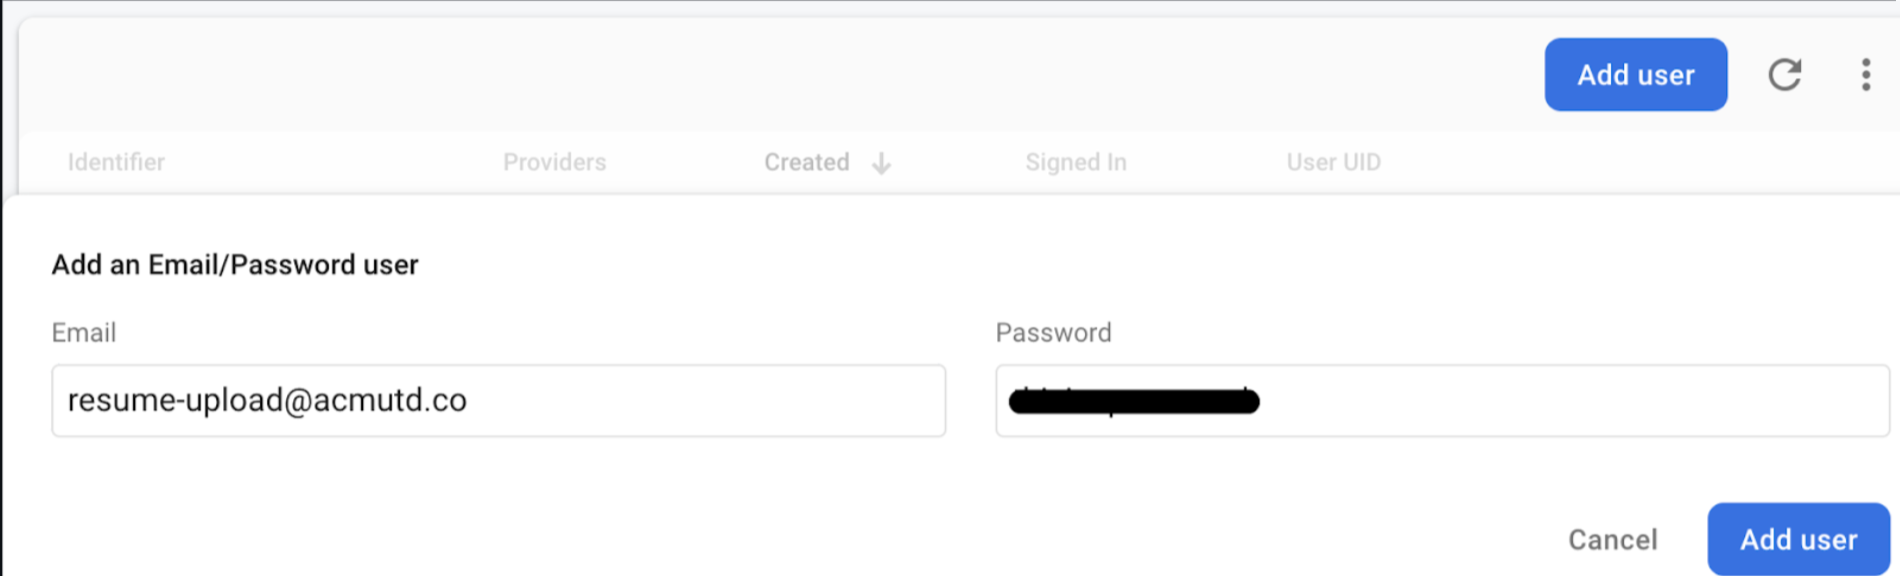 Add user
Identifier Providers Created Signed In User UID
Add an Email/Password user
Email Password
resume-upload@acmutd.co
Cancel Add user